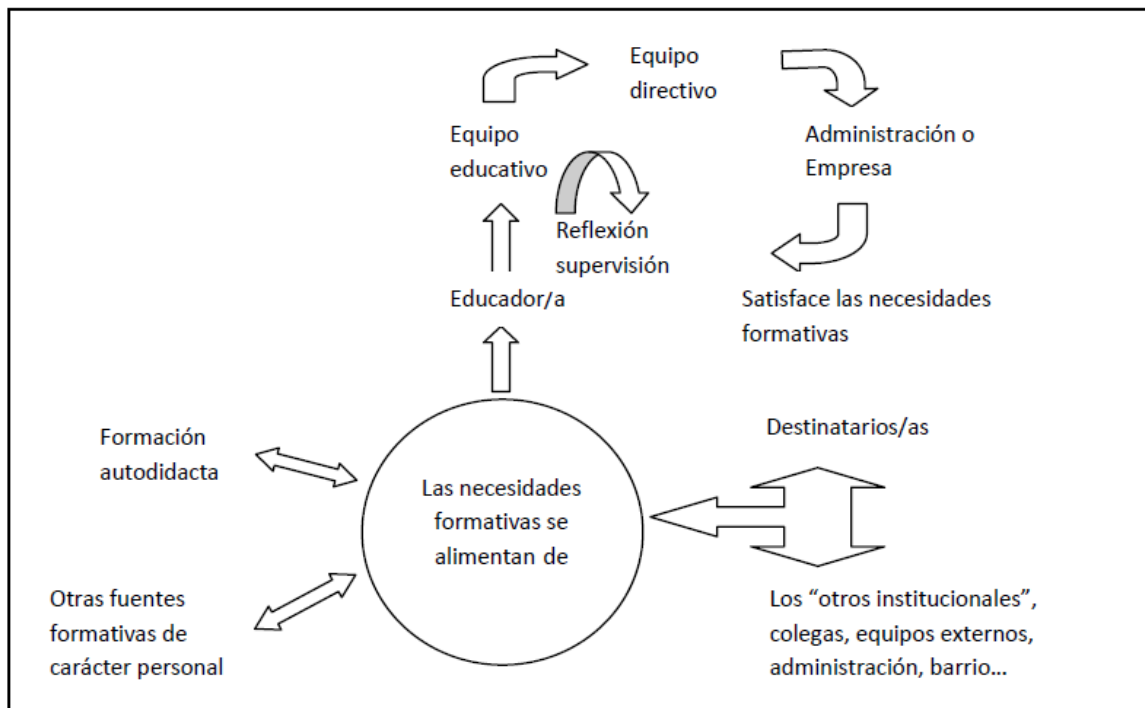 Equipo
directivo
Equipo
educativo
Administración o
Empresa
Reflexión
supervisión
Educador/a
Satisface las necesidades
formativas
Formación
autodidacta
Destinatarios/as
Las necesidades
formativas se
alimentan de
Otras fuentes
formativas de
carácter personal
Los “otros institucionales”,
colegas, equipos externos,
administración, barrio...